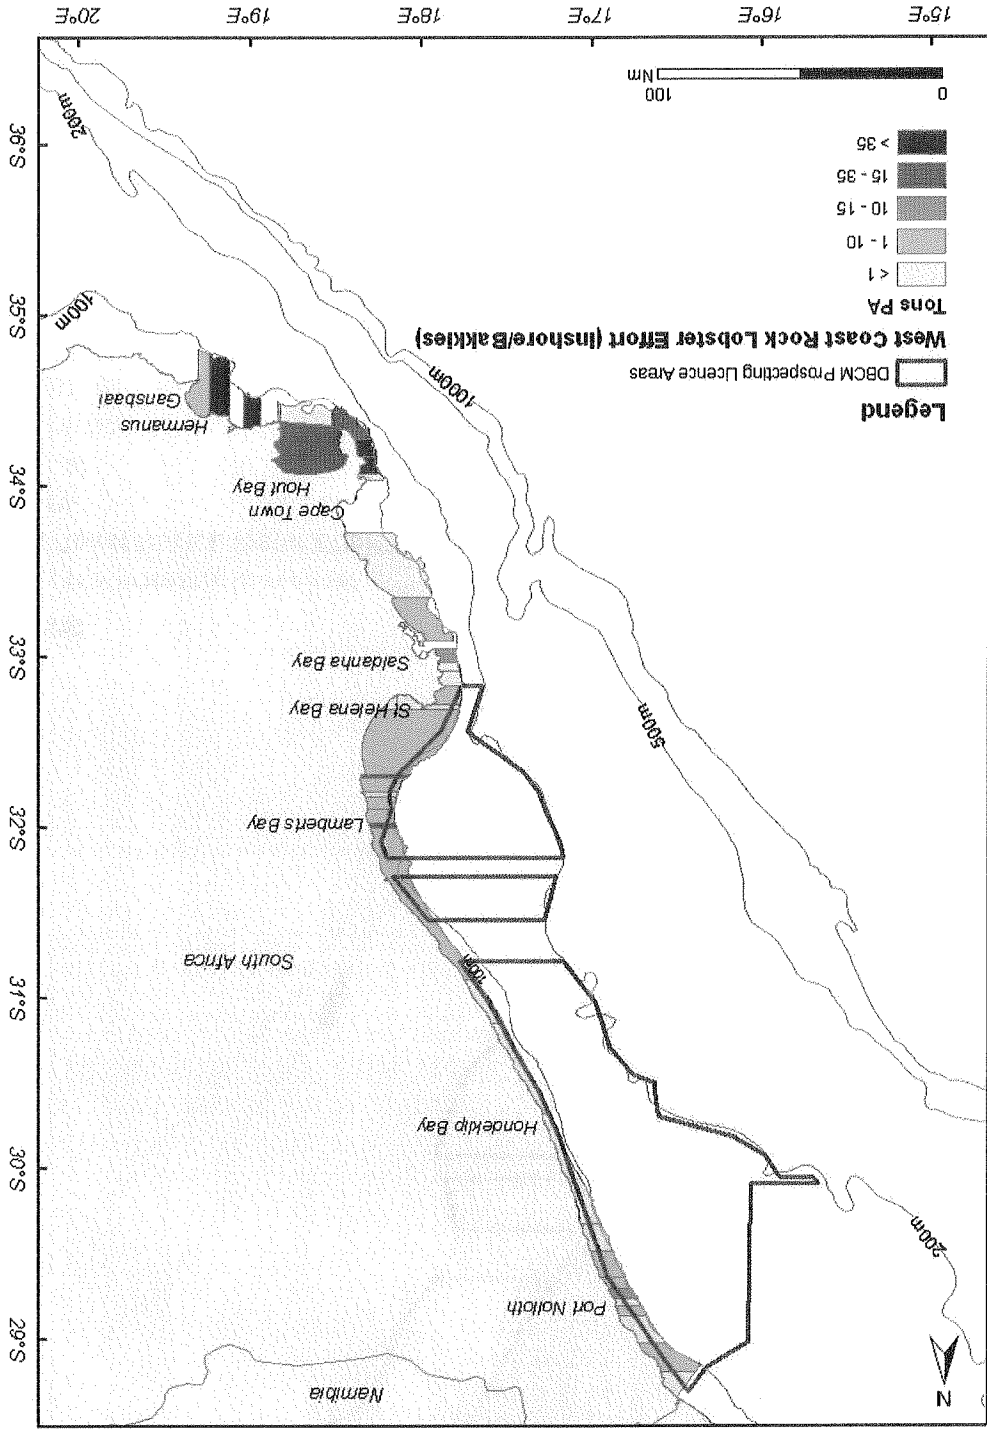 N
Namibia
29°S
200m
Port Nolloth
30°S
Hondeklip Bay
31°S
100m
South Africa
Lamberts Bay
32°S
500m
St Helena Bay
Saldanha Bay
33°S
Cape Town
Hout Bay
34°S
Hermanus
Gansbaai
1000m
100m
35°S
200m
36°S
Legend
DBCM Prospecting Licence Areas
West Coast Rock Lobster Effort (Inshore/Bakkies)
Tons PA
<1
1 - 10
10 - 15
15 - 35
> 35
0 100
Nm
15°E 16°E 17°E 18°E 19°E 20°E